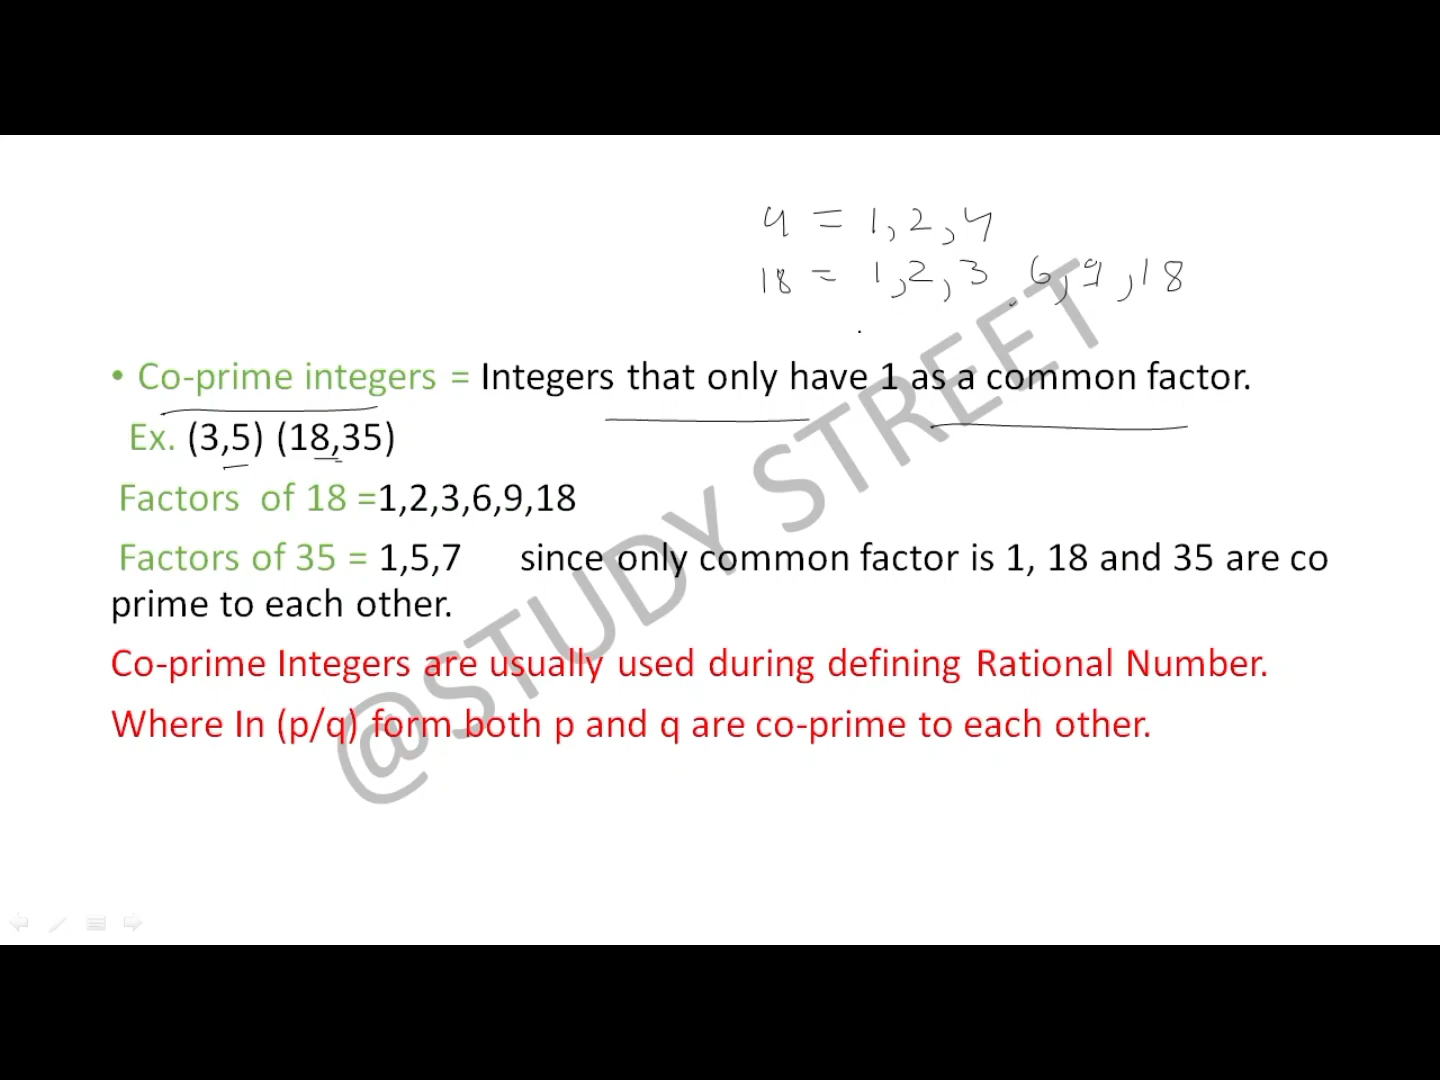 4 = 1,2,4
18 = 1,2,3 6,9,18
• Co-prime integers = Integers that only have 1 as a common factor.
Ex. (3,5) (18,35)
Factors of 18 =1,2,3,6,9,18
Factors of 35 = 1,5,7 since only common factor is 1, 18 and 35 are co
prime to each other.
Co-prime Integers are usually used during defining Rational Number.
Where In (p/q) form both p and q are co-prime to each other.
@STUDY STREET